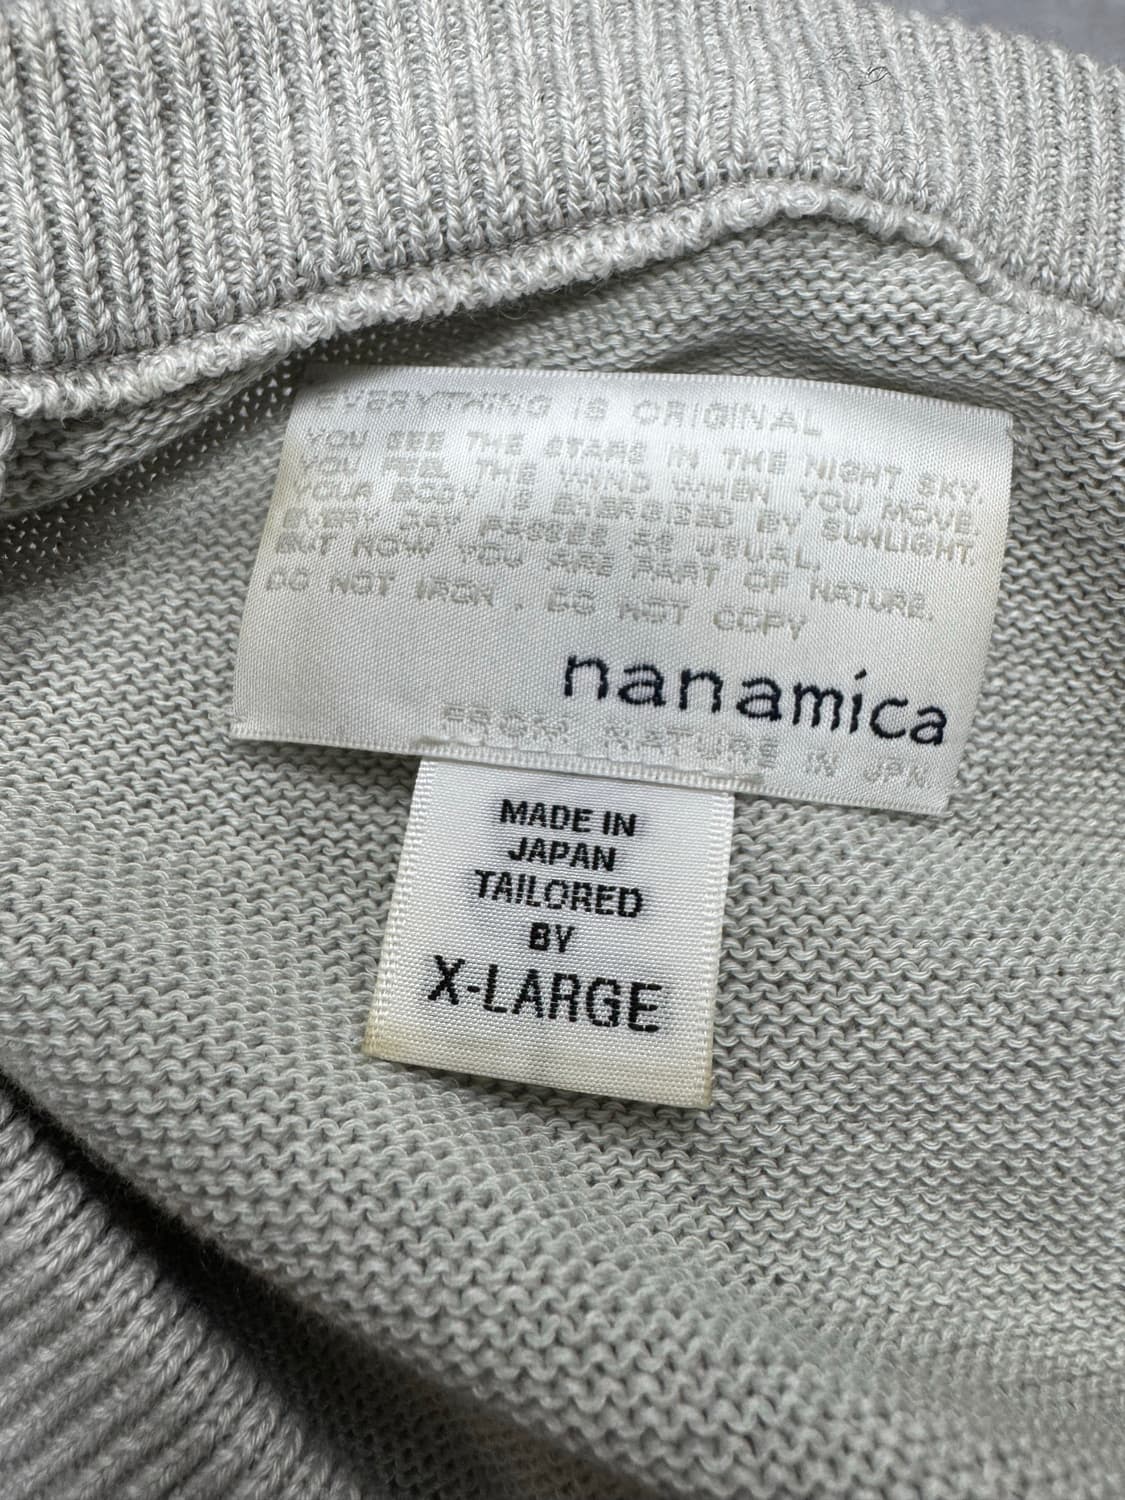 EVERYTHING IS ORIGINAL
YOU SEE THE STARS IN THE NIGHT SKY.
YOU FEEL THE WIND WHEN YOU MOVE.
YOUR BODY IS ENERGIZED BY SUNLIGHT.
EVERY DAY PASSES AS USUAL,
BUT NOW YOU ARE PART OF NATURE.
DO NOT IRON . DO NOT COPY
nanamica
FROM NATURE IN JPN.
MADE IN
JAPAN
TAILORED
BY
X-LARGE